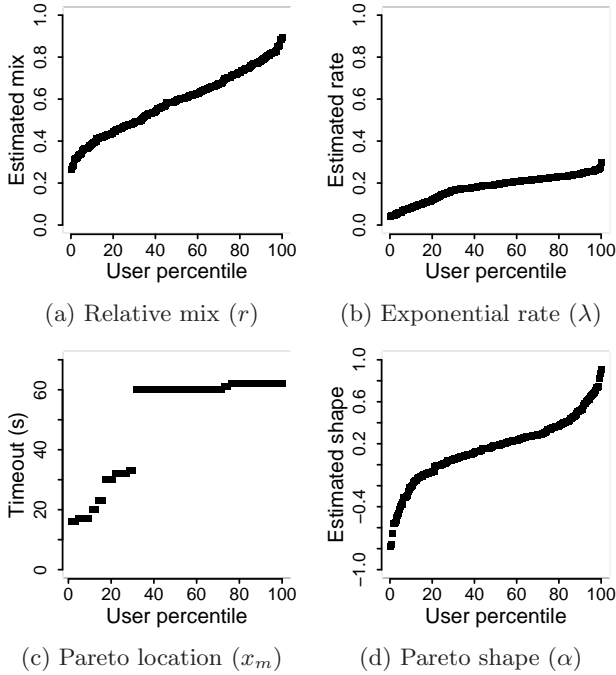 Estimated mix
0.0 0.2 0.4 0.6 0.8 1.0
0 20 40 60 80 100
User percentile
(a) Relative mix (r)
Estimated rate
0.0 0.2 0.4 0.6 0.8 1.0
0 20 40 60 80 100
User percentile
(b) Exponential rate (λ)
Timeout (s)
0 20 40 60
0 20 40 60 80 100
User percentile
(c) Pareto location (x_m)
Estimated shape
−1.0 −0.4 0.2 0.6 1.0
0 20 40 60 80 100
User percentile
(d) Pareto shape (α)